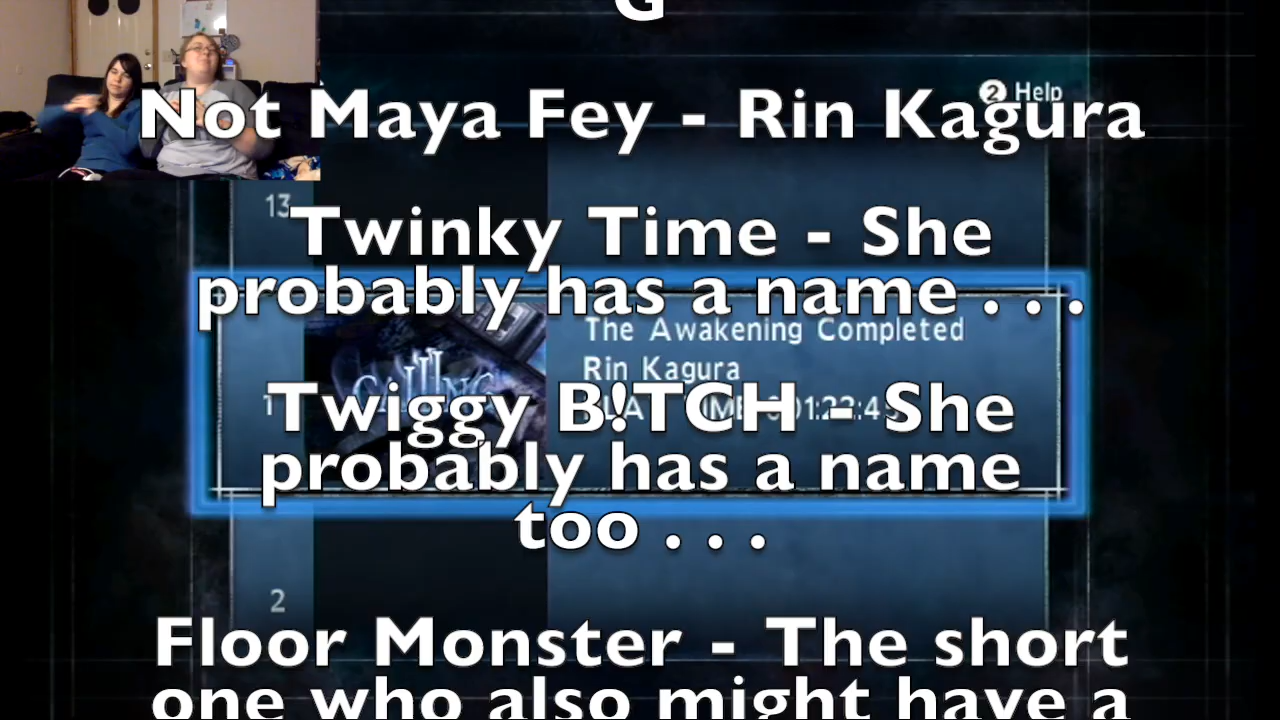 G
Help
Not Maya Fey - Rin Kagura
13
Twinky Time - She
probably has a name . . .
The Awakening Completed
Rin Kagura
CALLING
Twiggy B!TCH - She
probably has a name
too . . .
2
Floor Monster - The short
one who also might have a